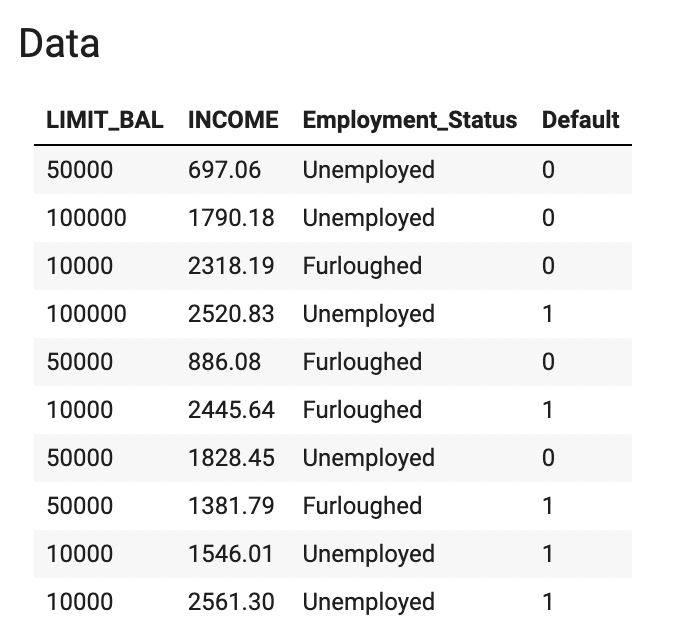 Data
LIMIT_BAL INCOME Employment_Status Default
50000 697.06 Unemployed 0
100000 1790.18 Unemployed 0
10000 2318.19 Furloughed 0
100000 2520.83 Unemployed 1
50000 886.08 Furloughed 0
10000 2445.64 Furloughed 1
50000 1828.45 Unemployed 0
50000 1381.79 Furloughed 1
10000 1546.01 Unemployed 1
10000 2561.30 Unemployed 1